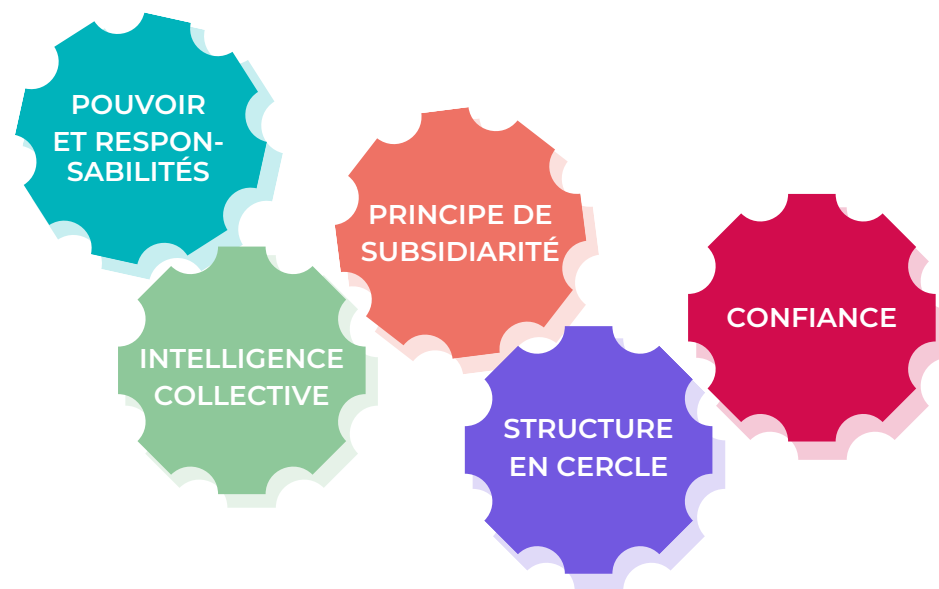 POUVOIR
ET RESPON-
SABILITÉS
PRINCIPE DE
SUBSIDIARITÉ
CONFIANCE
INTELLIGENCE
COLLECTIVE
STRUCTURE
EN CERCLE